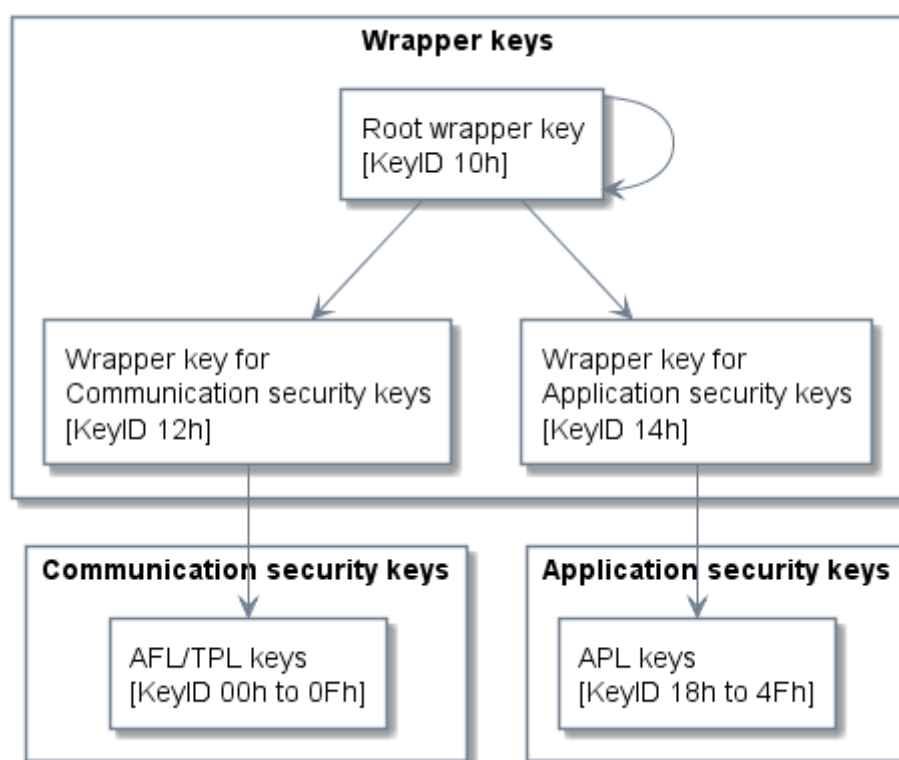 Wrapper keys
Root wrapper key
[KeyID 10h]
Wrapper key for
Communication security keys
[KeyID 12h]
Wrapper key for
Application security keys
[KeyID 14h]
Communication security keys
AFL/TPL keys
[KeyID 00h to 0Fh]
Application security keys
APL keys
[KeyID 18h to 4Fh]